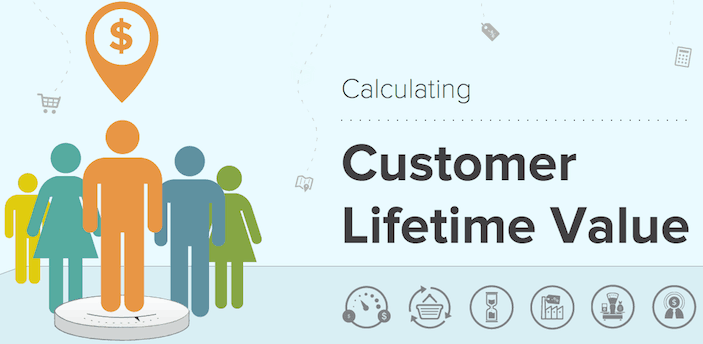 $
Calculating
Customer
Lifetime Value
$
$